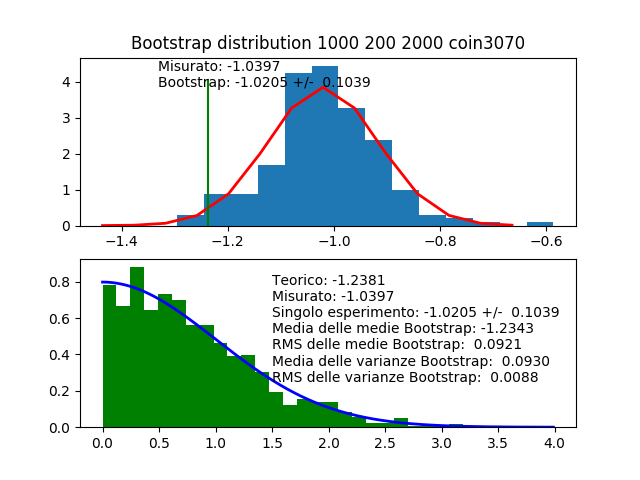 Bootstrap distribution 1000 200 2000 coin3070
Misurato: -1.0397
Bootstrap: -1.0205 +/-  0.1039
4
3
2
1
0
−1.4 −1.2 −1.0 −0.8 −0.6
Teorico: -1.2381
Misurato: -1.0397
Singolo esperimento: -1.0205 +/-  0.1039
Media delle medie Bootstrap: -1.2343
RMS delle medie Bootstrap:  0.0921
Media delle varianze Bootstrap:  0.0930
RMS delle varianze Bootstrap:  0.0088
0.8
0.6
0.4
0.2
0.0
0.0 0.5 1.0 1.5 2.0 2.5 3.0 3.5 4.0